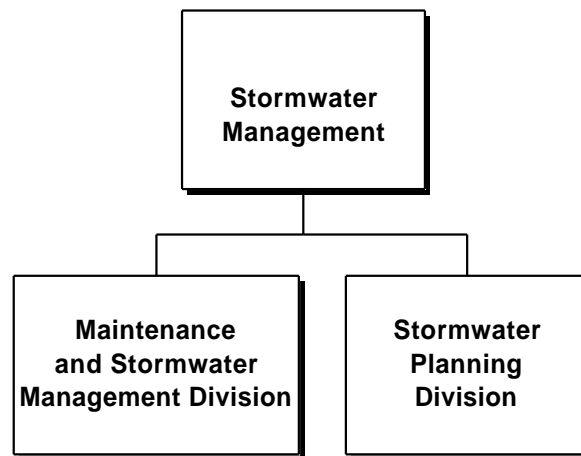 Stormwater
Management
Maintenance
and Stormwater
Management Division
Stormwater
Planning
Division